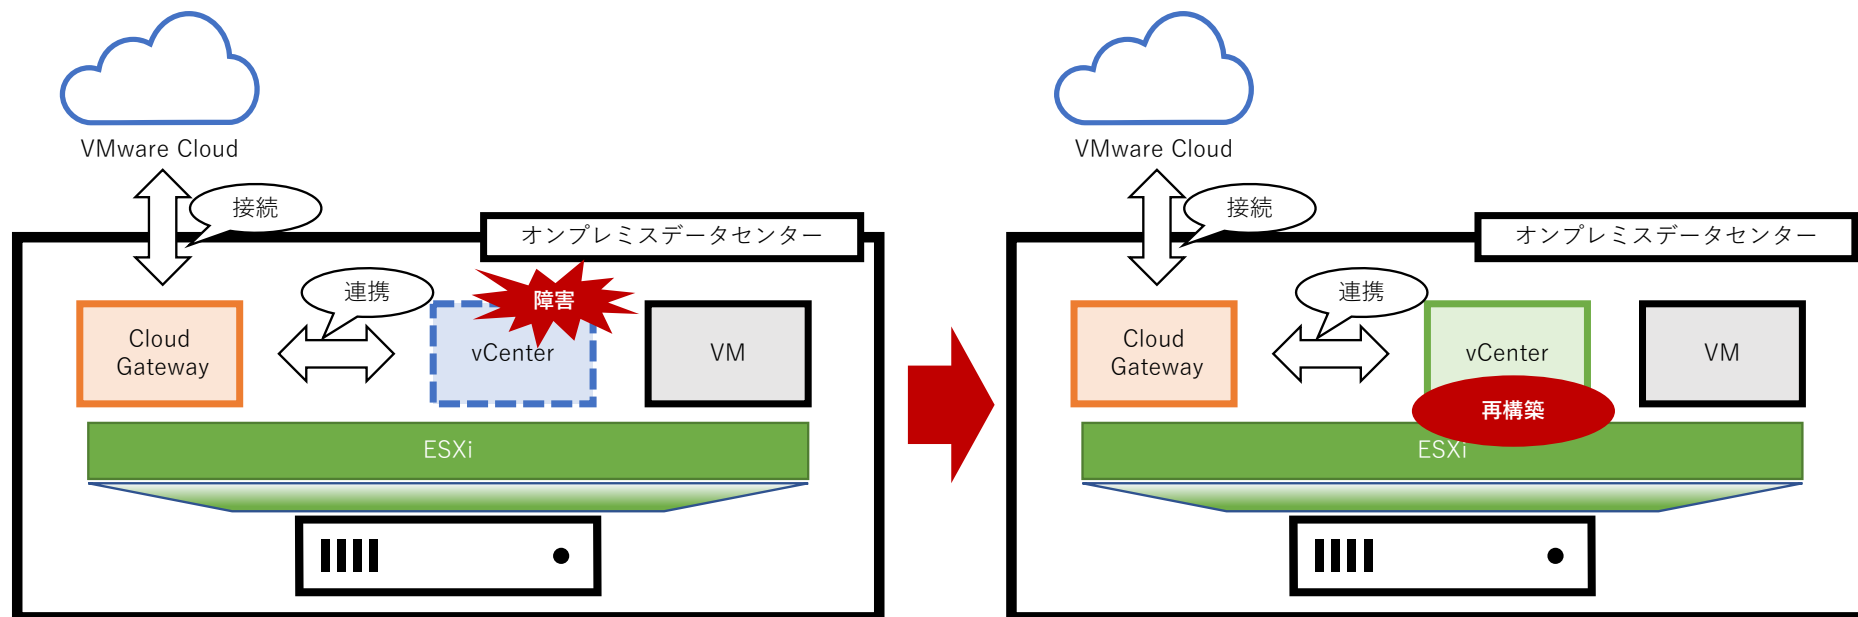 VMware Cloud
接続
オンプレミスデータセンター
連携
障害
Cloud
Gateway
vCenter
VM
ESXi
VMware Cloud
接続
オンプレミスデータセンター
連携
Cloud
Gateway
vCenter
VM
再構築
ESXi